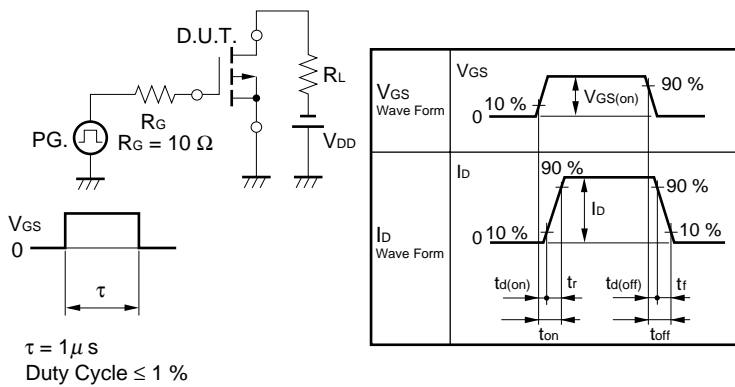 D.U.T.
RL
PG.
RG
RG = 10 Ω
VDD
VGS
0
τ
τ = 1μ s
Duty Cycle ≤ 1 %
VGS
Wave Form
VGS
10 %
0
VGS(on)
90 %
ID
Wave Form
ID
90 %
90 %
0
10 %
ID
10 %
td(on)
tr
td(off)
tf
ton
toff